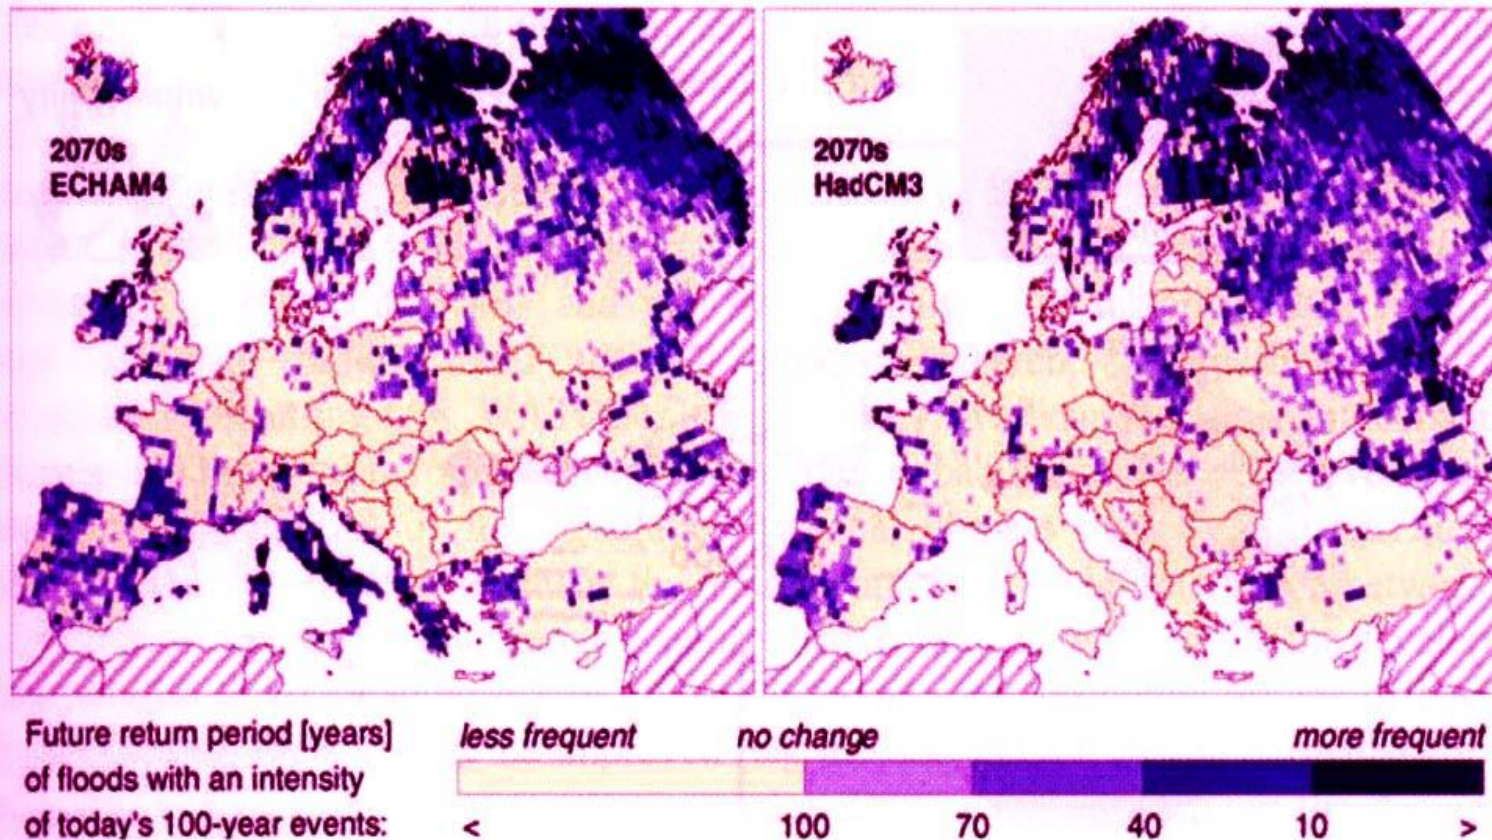 2070s
ECHAM4
2070s
HadCM3
Future return period [years]
of floods with an intensity
of today's 100-year events:
less frequent no change more frequent
< 100 70 40 10 >